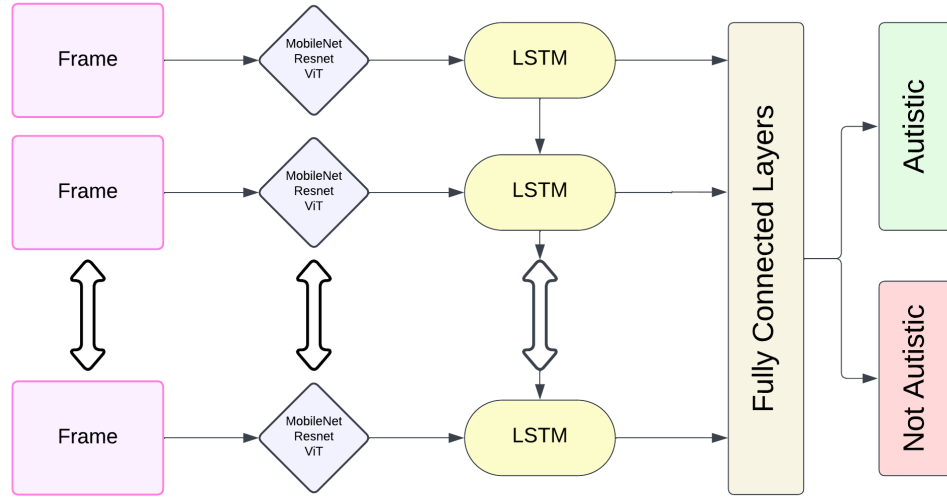 Frame
MobileNet
Resnet
ViT
LSTM
Frame
MobileNet
Resnet
ViT
LSTM
Frame
MobileNet
Resnet
ViT
LSTM
Fully Connected Layers
Autistic
Not Autistic